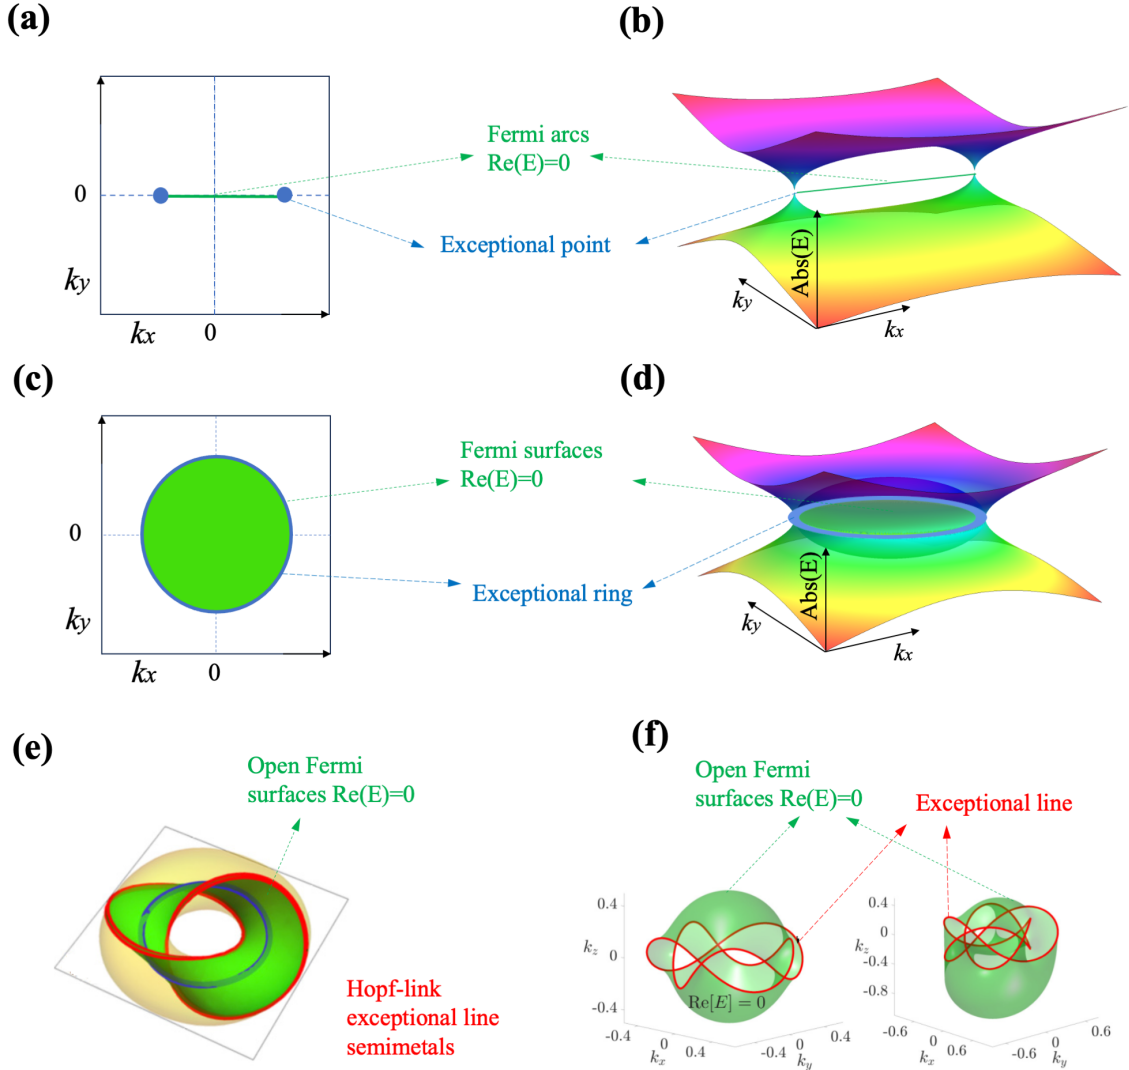 (a)
(b)
Fermi arcs
Re(E)=0
0
Exceptional point
ky
kx
0
Abs(E)
ky
kx
(c)
(d)
Fermi surfaces
Re(E)=0
0
Exceptional ring
ky
kx
0
Abs(E)
ky
kx
(e)
(f)
Open Fermi
surfaces Re(E)=0
Open Fermi
surfaces Re(E)=0
Exceptional line
Hopf-link
exceptional line
semimetals
0.4
kz
0
-0.4
Re[E] = 0
-0.4
0
0.4
kx
-0.4
0
0.4
ky
0.4
kz
0
-0.4
-0.8
-0.6
0
0.6
kx
-0.6
0
0.6
ky